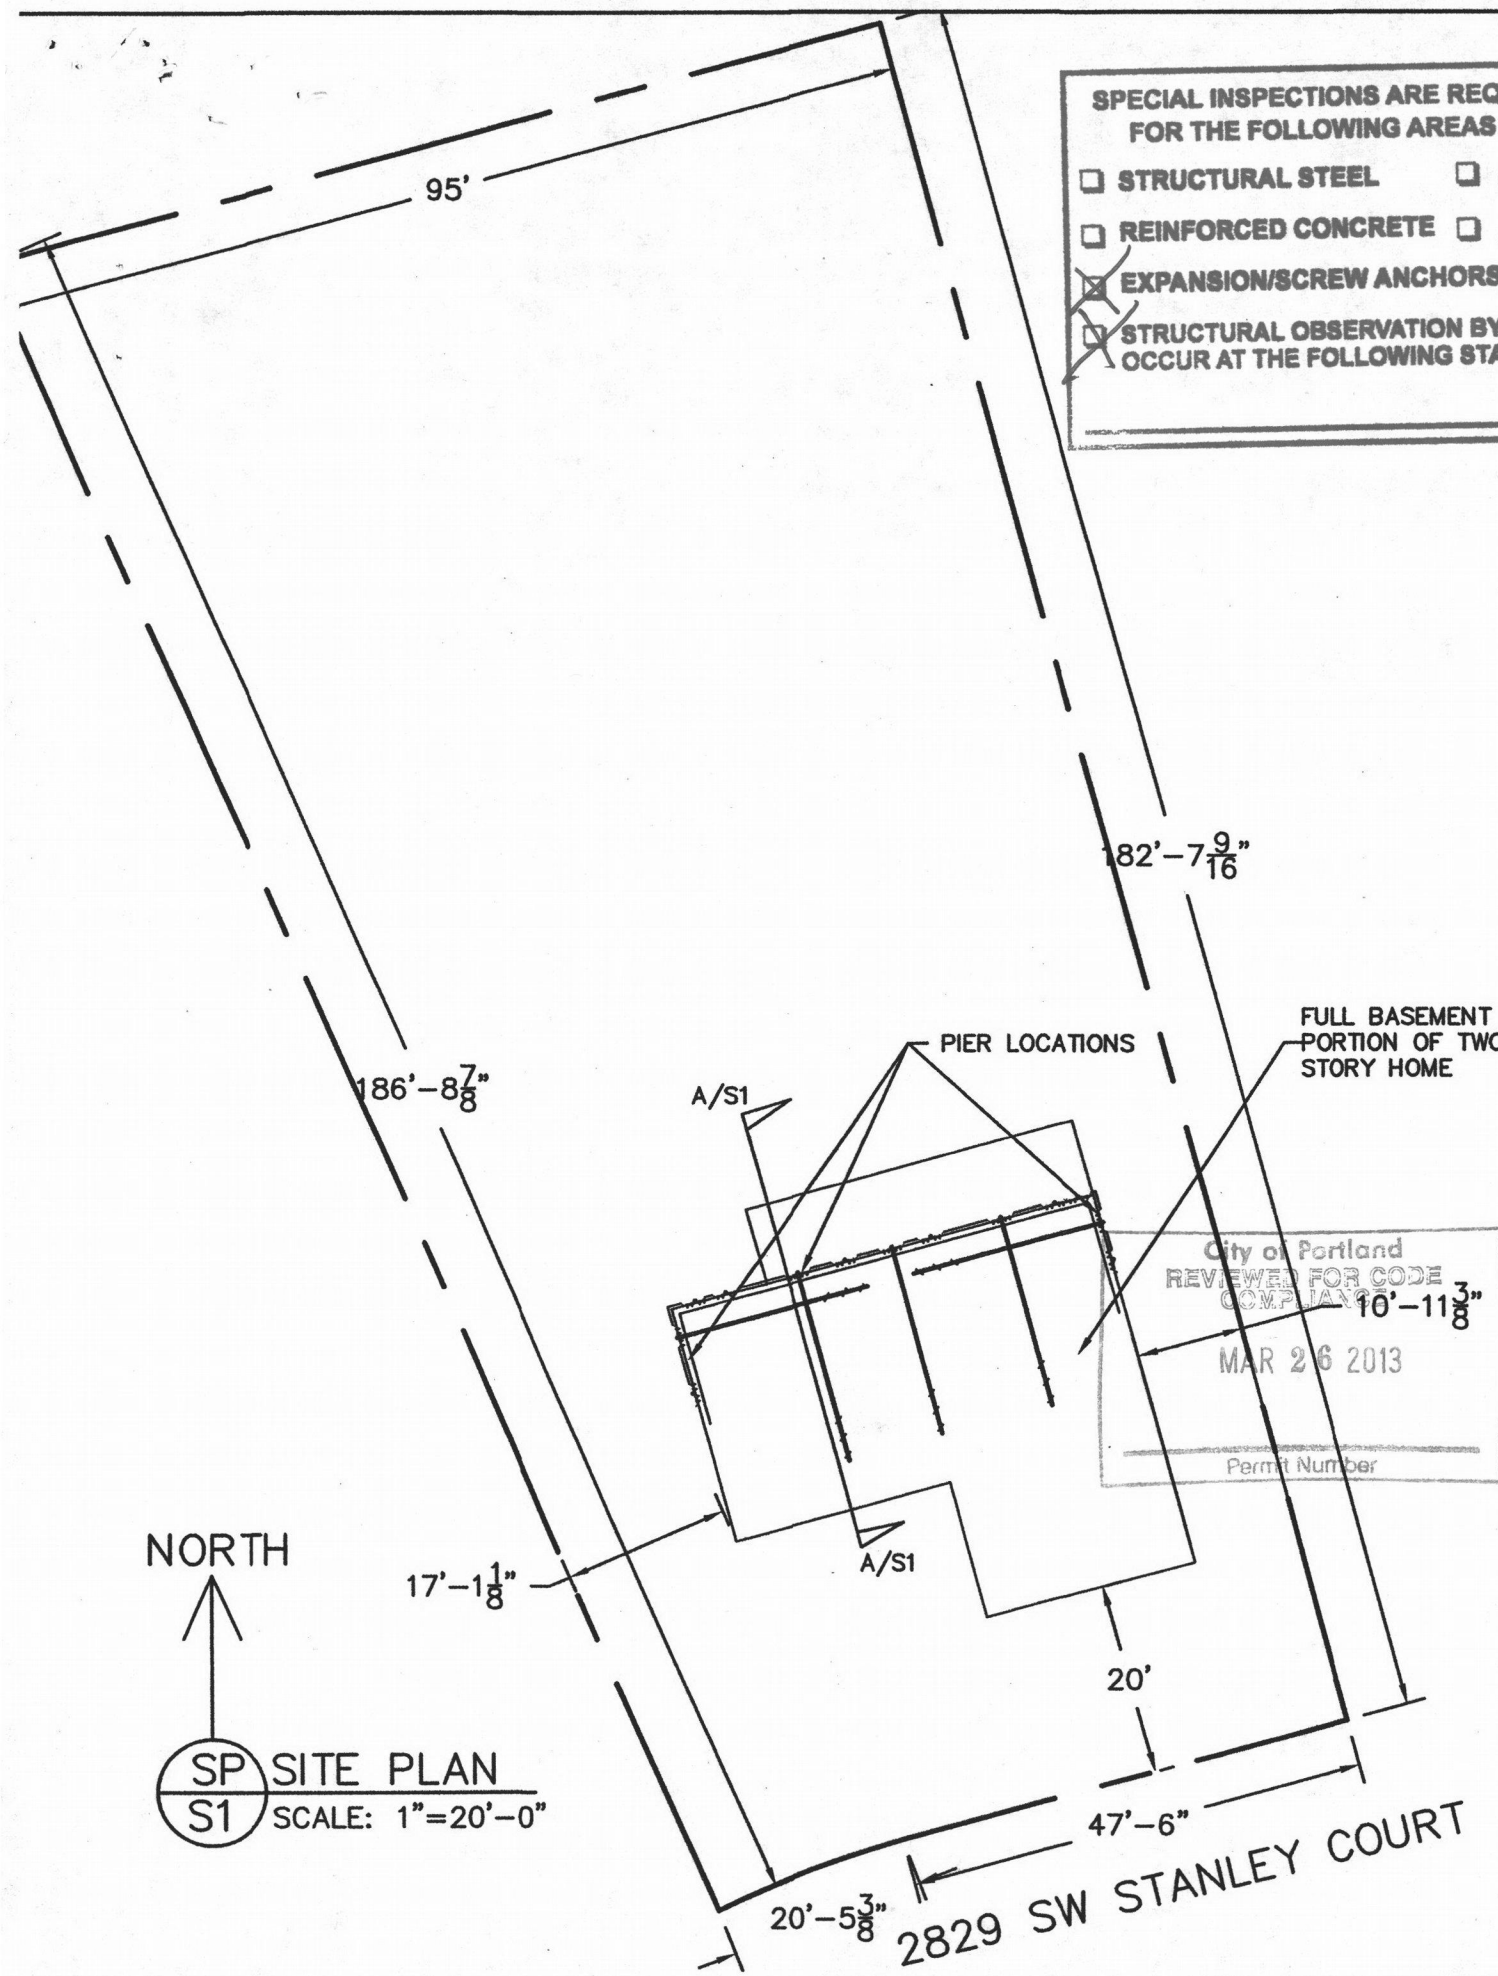 SPECIAL INSPECTIONS ARE REQ
FOR THE FOLLOWING AREAS
STRUCTURAL STEEL
REINFORCED CONCRETE
EXPANSION/SCREW ANCHORS
STRUCTURAL OBSERVATION BY
OCCUR AT THE FOLLOWING STA
95'
182'-7 9/16"
186'-8 7/8"
PIER LOCATIONS
FULL BASEMENT
PORTION OF TWO
STORY HOME
A/S1
City of Portland
REVIEWED FOR CODE
COMPLIANCE
10'-11 3/8"
MAR 26 2013
Permit Number
A/S1
17'-1 1/8"
NORTH
20'
SP SITE PLAN
S1 SCALE: 1"=20'-0"
47'-6"
20'-5 3/8"
2829 SW STANLEY COURT